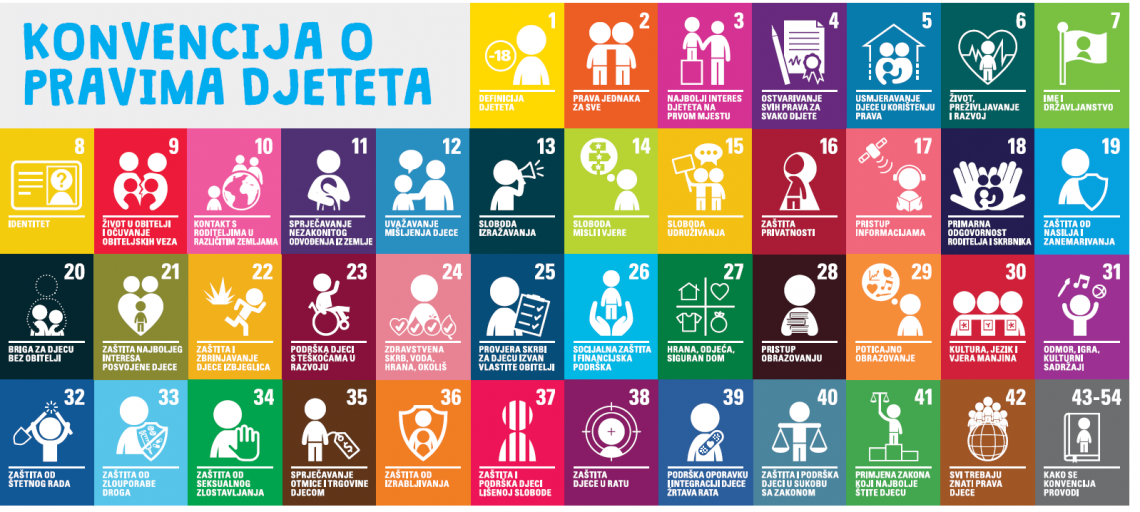 KONVENCIJA O
PRAVIMA DJETETA
1
DEFINICIJA
DJETETA
2
PRAVA JEDNAKA
ZA SVE
3
NAJBOLJI INTERES
DJETETA NA
PRVOM MJESTU
4
OSTVARIVANJE
SVIH PRAVA ZA
SVAKO DIJETE
5
USMJERAVANJE
DJECE U KORIŠTENJU
PRAVA
6
ŽIVOT,
PREŽIVLJAVANJE
I RAZVOJ
7
IME I
DRŽAVLJANSTVO
8
IDENTITET
9
ŽIVOT U OBITELJI
I OČUVANJE
OBITELJSKIH VEZA
10
KONTAKT S
RODITELJIMA U
RAZLIČITIM ZEMLJAMA
11
SPRJEČAVANJE
NEZAKONITOG
ODVOĐENJA IZ ZEMLJE
12
UVAŽAVANJE
MIŠLJENJA DJECE
13
SLOBODA
IZRAŽAVANJA
14
SLOBODA
MISLI I VJERE
15
SLOBODA
UDRUŽIVANJA
16
ZAŠTITA
PRIVATNOSTI
17
PRISTUP
INFORMACIJAMA
18
PRIMARNA
ODGOVORNOST
RODITELJA I SKRBNIKA
19
ZAŠTITA OD
NASILJA I
ZANEMARIVANJA
20
BRIGA ZA DJECU
BEZ OBITELJI
21
ZAŠTITA NAJBOLJEG
INTERESA
POSVOJENE DJECE
22
ZAŠTITA I
ZBRINJAVANJE
DJECE IZBJEGLICA
23
PODRŠKA DJECI
S TEŠKOĆAMA U
RAZVOJU
24
ZDRAVSTVENA
SKRB, VODA,
HRANA, OKOLIŠ
25
PROVJERA SKRBI
ZA DJECU IZVAN
VLASTITE OBITELJI
26
SOCIJALNA ZAŠTITA
I FINANCIJSKA
PODRŠKA
27
HRANA, ODJEĆA,
SIGURAN DOM
28
PRISTUP
OBRAZOVANJU
29
POTICAJNO
OBRAZOVANJE
30
KULTURA, JEZIK I
VJERA MANJINA
31
ODMOR, IGRA,
KULTURNI
SADRŽAJI
32
ZAŠTITA OD
ŠTETNOG RADA
33
ZAŠTITA OD
ZLOUPORABE
DROGA
34
ZAŠTITA OD
SEKSUALNOG
ZLOSTAVLJANJA
35
SPRJEČAVANJE
OTMICE I TRGOVINE
DJECOM
36
ZAŠTITA OD
IZRABLJIVANJA
37
ZAŠTITA I
PODRŠKA DJECI
LIŠENOJ SLOBODE
38
ZAŠTITA
DJECE U RATU
39
PODRŠKA OPORAVKU
I INTEGRACIJI DJECE
ŽRTAVA RATA
40
ZAŠTITA I PODRŠKA
DJECI U SUKOBU
SA ZAKONOM
41
PRIMJENA ZAKONA
KOJI NAJBOLJE
ŠTITE DJECU
42
SVI TREBAJU
ZNATI PRAVA
DJECE
43-54
KAKO SE
KONVENCIJA
PROVODI
-18